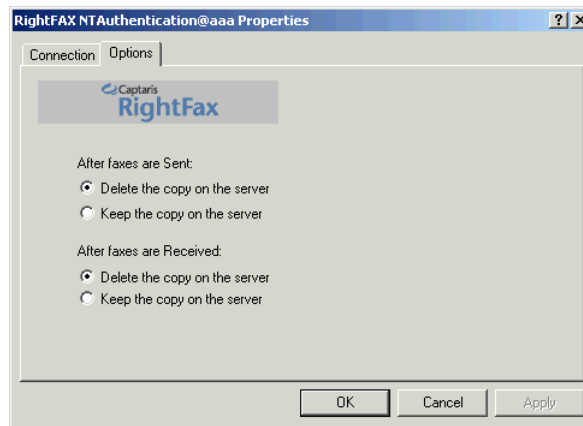 RightFAX NTAuthentication@aaa Properties
Connection
Options
Captaris
RightFax
After faxes are Sent:
Delete the copy on the server
Keep the copy on the server
After faxes are Received:
Delete the copy on the server
Keep the copy on the server
OK
Cancel
Apply